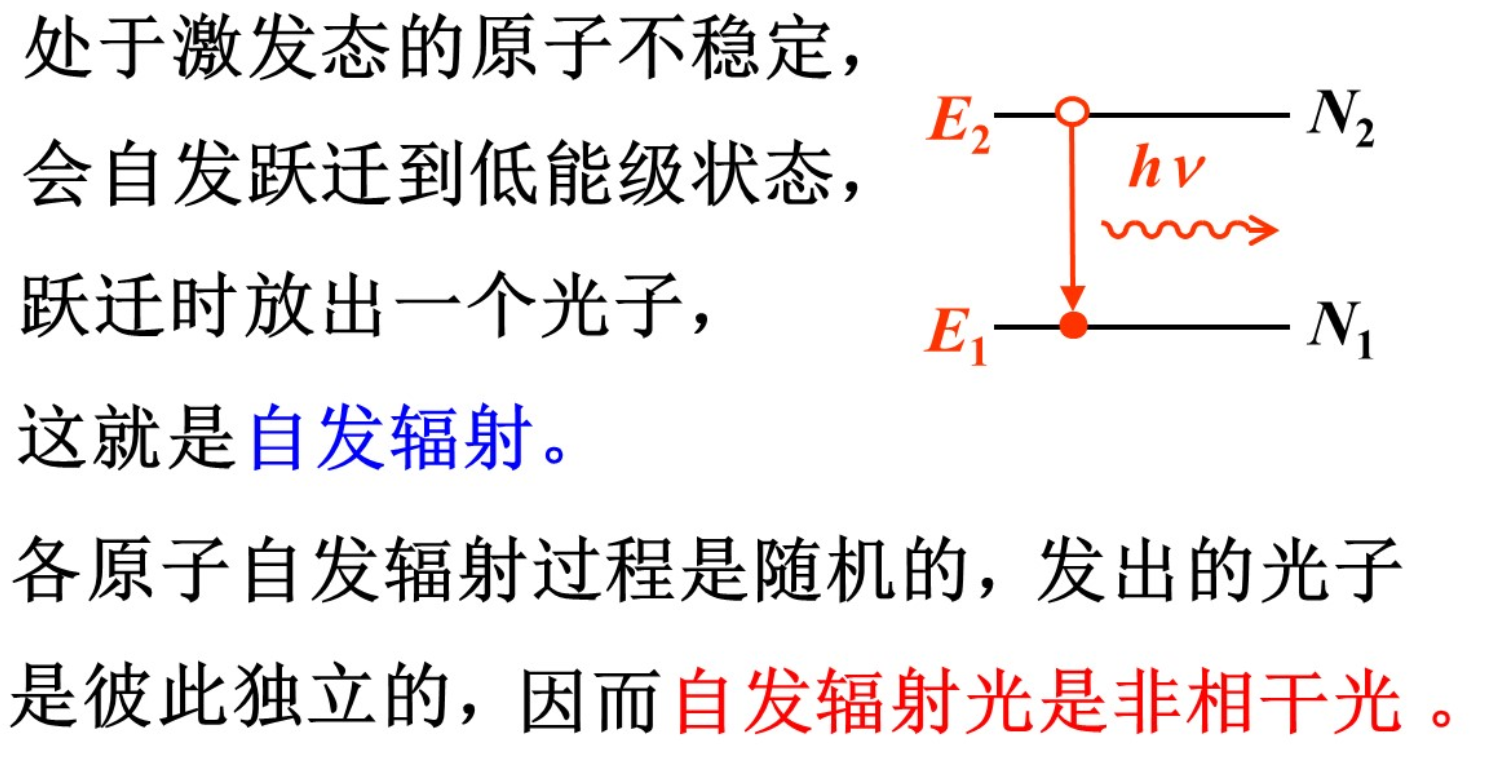 处于激发态的原子不稳定，
会自发跃迁到低能级状态，
跃迁时放出一个光子，
这就是自发辐射。
各原子自发辐射过程是随机的，发出的光子
是彼此独立的，因而自发辐射光是非相干光 。
E₂
N₂
hν
E₁
N₁